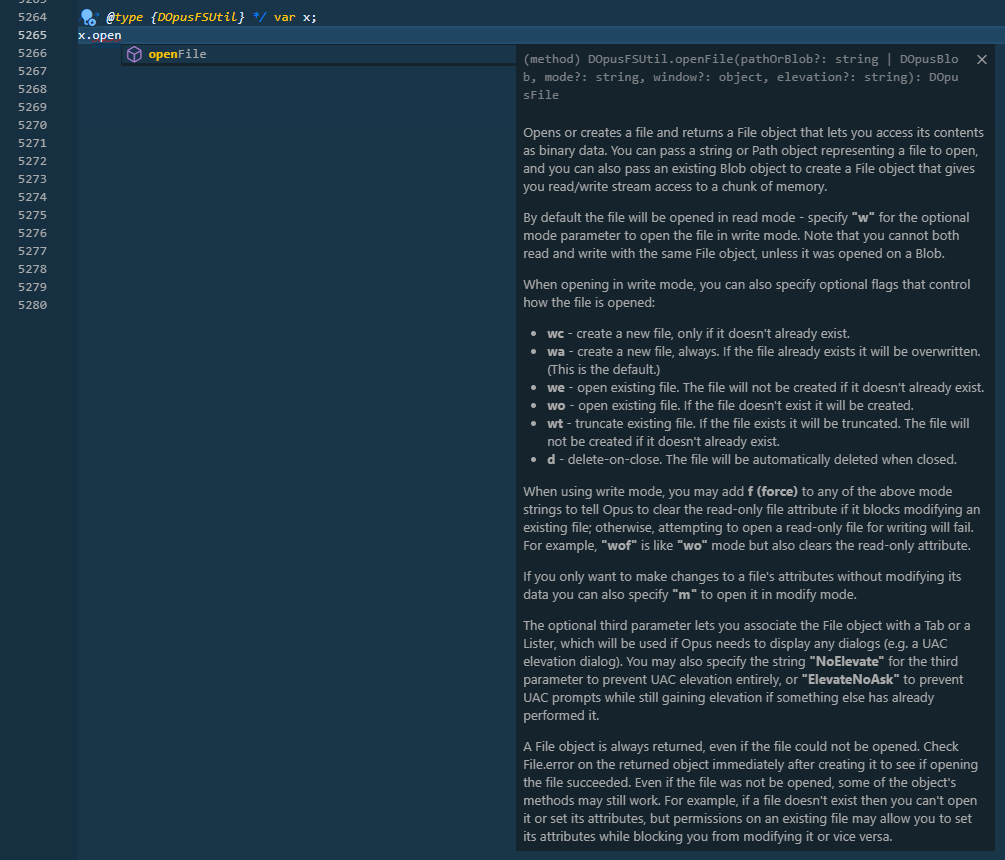 5264 @type {DOpusFSUtil} */ var x;
5265 x.open
5266 openFile
5267
5268
5269
5270
5271
5272
5273
5274
5275
5276
5277
5278
5279
5280
(method) DOpusFSUtil.openFile(pathOrBlob?: string | DOpusBlo
b, mode?: string, window?: object, elevation?: string): DOpu
sFile
Opens or creates a file and returns a File object that lets you access its contents
as binary data. You can pass a string or Path object representing a file to open,
and you can also pass an existing Blob object to create a File object that gives
you read/write stream access to a chunk of memory.
By default the file will be opened in read mode - specify "w" for the optional
mode parameter to open the file in write mode. Note that you cannot both
read and write with the same File object, unless it was opened on a Blob.
When opening in write mode, you can also specify optional flags that control
how the file is opened:
• wc - create a new file, only if it doesn't already exist.
• wa - create a new file, always. If the file already exists it will be overwritten.
(This is the default.)
• we - open existing file. The file will not be created if it doesn't already exist.
• wo - open existing file. If the file doesn't exist it will be created.
• wt - truncate existing file. If the file exists it will be truncated. The file will
not be created if it doesn't already exist.
• d - delete-on-close. The file will be automatically deleted when closed.
When using write mode, you may add f (force) to any of the above mode
strings to tell Opus to clear the read-only file attribute if it blocks modifying an
existing file; otherwise, attempting to open a read-only file for writing will fail.
For example, "wof" is like "wo" mode but also clears the read-only attribute.
If you only want to make changes to a file's attributes without modifying its
data you can also specify "m" to open it in modify mode.
The optional third parameter lets you associate the File object with a Tab or a
Lister, which will be used if Opus needs to display any dialogs (e.g. a UAC
elevation dialog). You may also specify the string "NoElevate" for the third
parameter to prevent UAC elevation entirely, or "ElevateNoAsk" to prevent
UAC prompts while still gaining elevation if something else has already
performed it.
A File object is always returned, even if the file could not be opened. Check
File.error on the returned object immediately after creating it to see if opening
the file succeeded. Even if the file was not be opened, some of the object's
methods may still work. For example, if a file doesn't exist then you can't open
it or set its attributes, but permissions on an existing file may allow you to set
its attributes while blocking you from modifying it or vice versa.